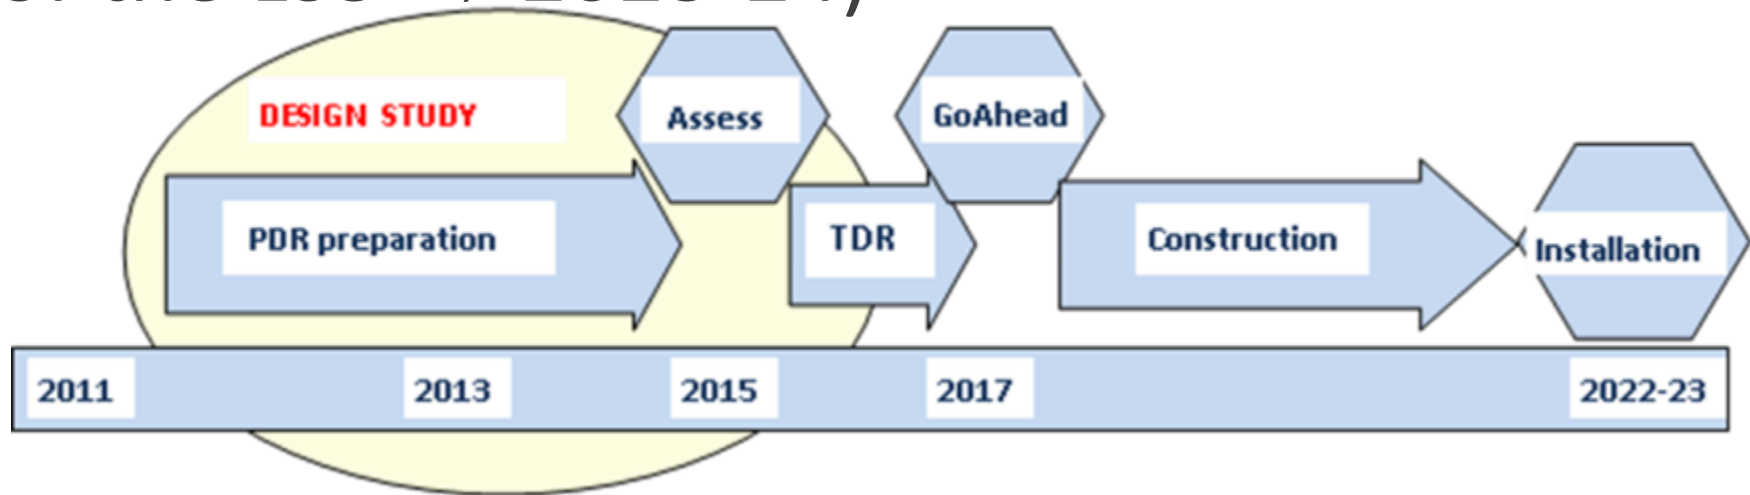 DESIGN STUDY
Assess
GoAhead
PDR preparation
TDR
Construction
Installation
2011
2013
2015
2017
2022-23